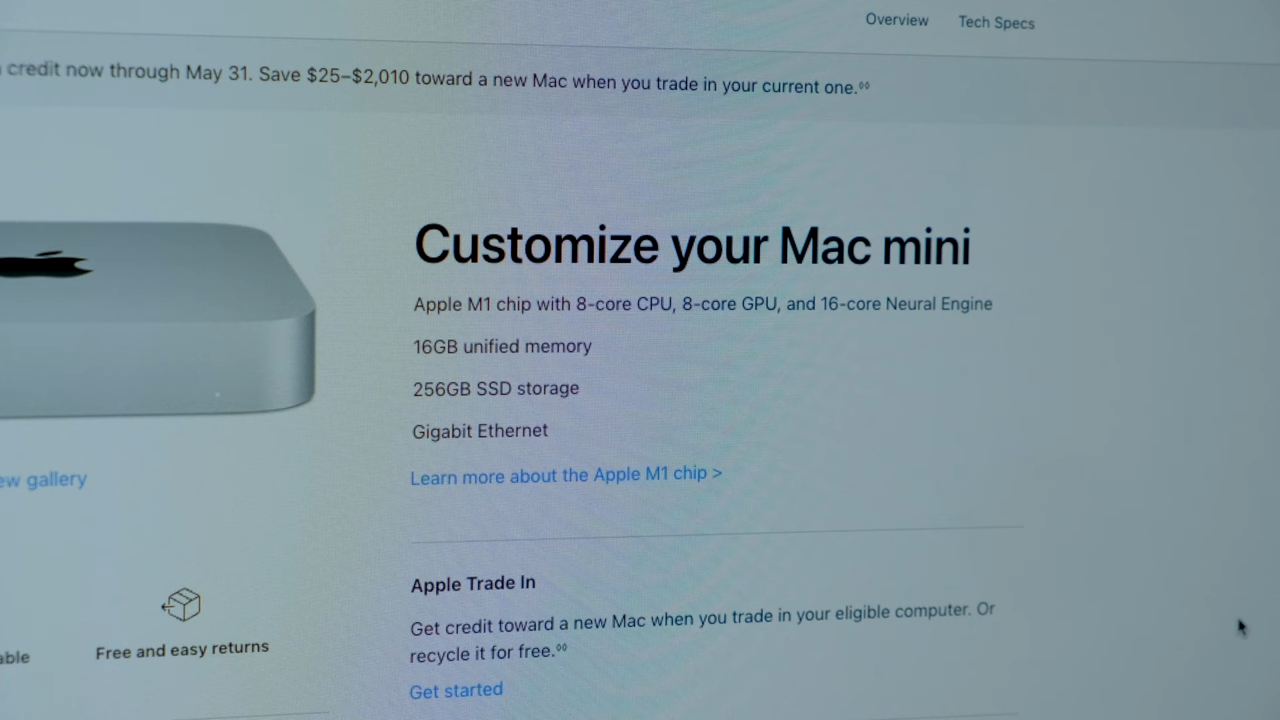 Overview Tech Specs
credit now through May 31. Save $25–$2,010 toward a new Mac when you trade in your current one.◊◊
Customize your Mac mini
Apple M1 chip with 8-core CPU, 8-core GPU, and 16-core Neural Engine
16GB unified memory
256GB SSD storage
Gigabit Ethernet
Learn more about the Apple M1 chip >
gallery
Apple Trade In
Get credit toward a new Mac when you trade in your eligible computer. Or
recycle it for free.◊◊
Get started
Free and easy returns